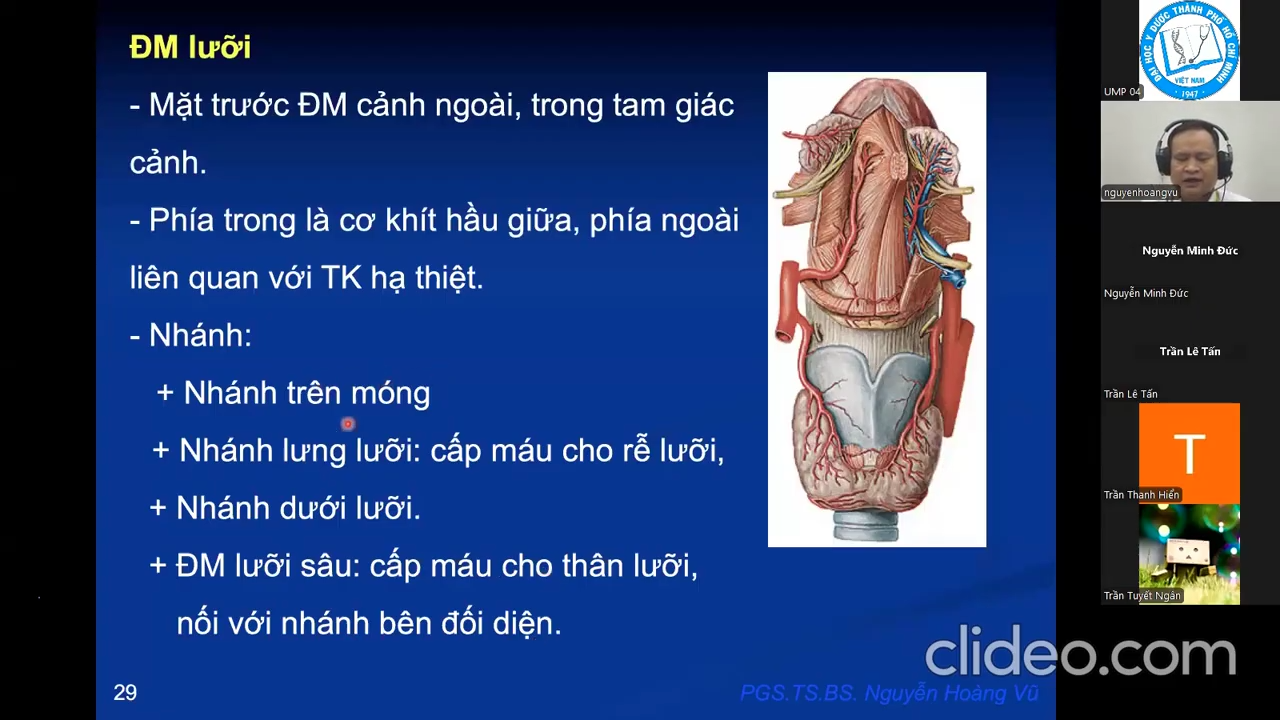 ĐM lưỡi
- Mặt trước ĐM cảnh ngoài, trong tam giác
cảnh.
- Phía trong là cơ khít hầu giữa, phía ngoài
liên quan với TK hạ thiệt.
- Nhánh:
+ Nhánh trên móng
+ Nhánh lưng lưỡi: cấp máu cho rễ lưỡi,
+ Nhánh dưới lưỡi.
+ ĐM lưỡi sâu: cấp máu cho thân lưỡi,
nối với nhánh bên đối diện.
29
PGS.TS.BS. Nguyễn Hoàng Vũ
ĐẠI HỌC Y DƯỢC THÀNH PHỐ HỒ CHÍ MINH
VIỆT NAM
1947
UMP 04
nguyenhoangvu
Nguyễn Minh Đức
Nguyễn Minh Đức
Trần Lê Tấn
Trần Lê Tấn
T
Trần Thanh Hiển
Trần Tuyết Ngân
clideo.com